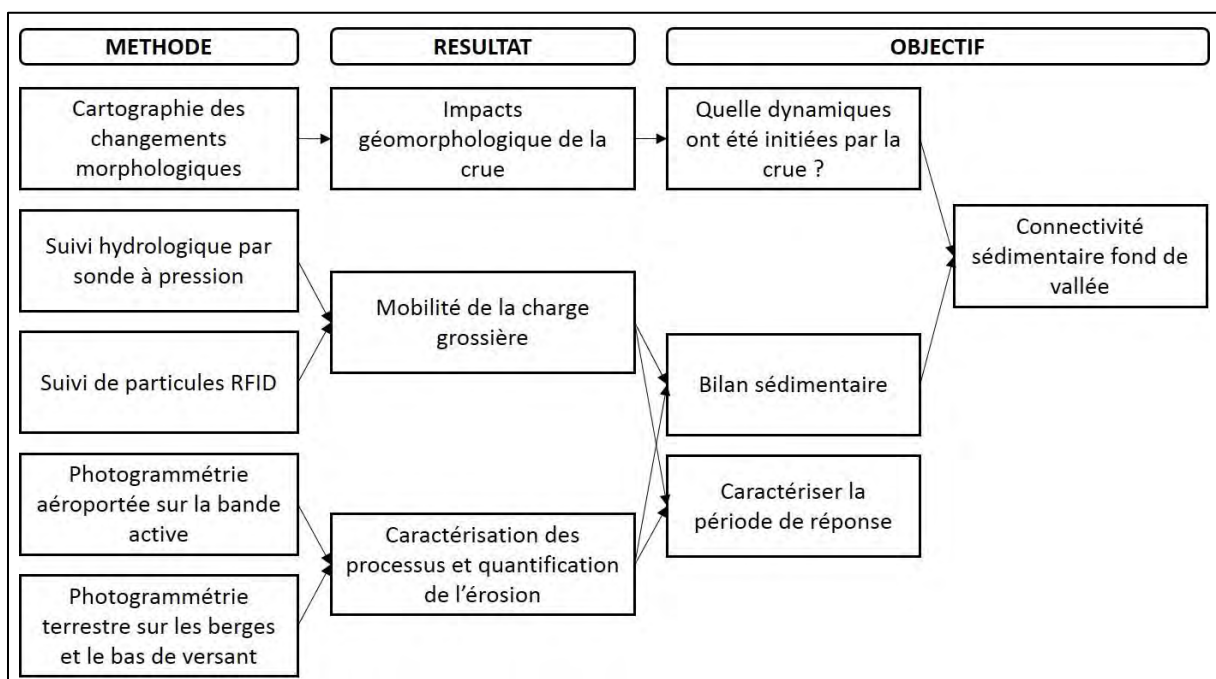 METHODE
RESULTAT
OBJECTIF
Cartographie des
changements
morphologiques
Impacts
géomorphologique de la
crue
Quelle dynamiques
ont été initiées par la
crue ?
Suivi hydrologique par
sonde à pression
Suivi de particules RFID
Mobilité de la charge
grossière
Connectivité
sédimentaire fond de
vallée
Bilan sédimentaire
Photogrammétrie
aéroportée sur la bande
active
Photogrammétrie
terrestre sur les berges
et le bas de versant
Caractérisation des
processus et quantification
de l'érosion
Caractériser la
période de réponse